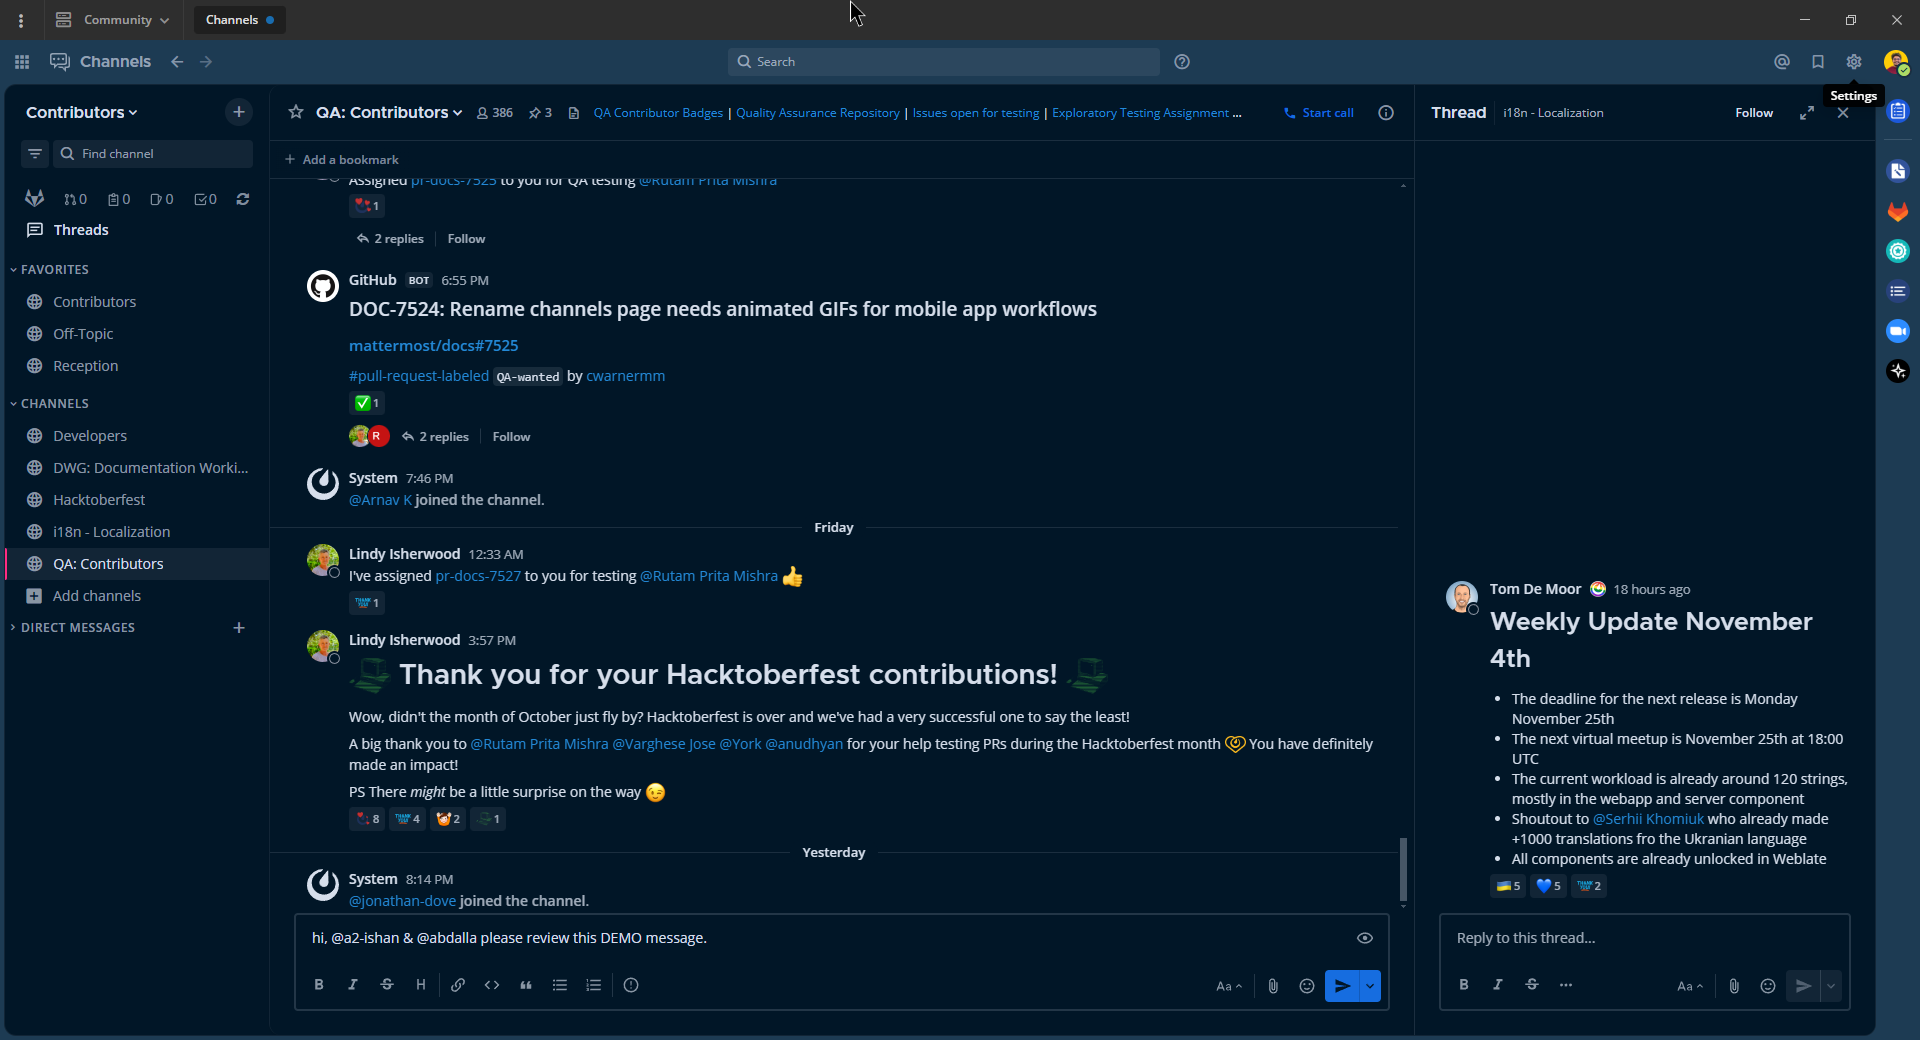 Community
Channels
Channels
Search
Settings
Contributors
Find channel
0 0 0 0
Threads
FAVORITES
Contributors
Off-Topic
Reception
CHANNELS
Developers
DWG: Documentation Worki...
Hacktoberfest
i18n - Localization
QA: Contributors
Add channels
DIRECT MESSAGES
QA: Contributors 386 3 QA Contributor Badges | Quality Assurance Repository | Issues open for testing | Exploratory Testing Assignment ... Start call
Add a bookmark
Assigned pr-docs-7525 to you for QA testing @Rutam Prita Mishra
1
2 replies Follow
GitHub BOT 6:55 PM
DOC-7524: Rename channels page needs animated GIFs for mobile app workflows
mattermost/docs#7525
#pull-request-labeled QA-wanted by cwarnermm
1
R 2 replies Follow
System 7:46 PM
@Arnav K joined the channel.
Friday
Lindy Isherwood 12:33 AM
I've assigned pr-docs-7527 to you for testing @Rutam Prita Mishra
THANK YOU 1
Lindy Isherwood 3:57 PM
Thank you for your Hacktoberfest contributions!
Wow, didn't the month of October just fly by? Hacktoberfest is over and we've had a very successful one to say the least!
A big thank you to @Rutam Prita Mishra @Varghese Jose @York @anudhyan for your help testing PRs during the Hacktoberfest month You have definitely
made an impact!
PS There might be a little surprise on the way
8 THANK YOU 4 2 1
Yesterday
System 8:14 PM
@jonathan-dove joined the channel.
hi, @a2-ishan & @abdalla please review this DEMO message.
B I S H Aa
Thread i18n - Localization Follow
Tom De Moor 18 hours ago
Weekly Update November
4th
• The deadline for the next release is Monday
November 25th
• The next virtual meetup is November 25th at 18:00
UTC
• The current workload is already around 120 strings,
mostly in the webapp and server component
• Shoutout to @Serhii Khomiuk who already made
+1000 translations fro the Ukranian language
• All components are already unlocked in Weblate
5 5 THANK YOU 2
Reply to this thread...
B I S Aa